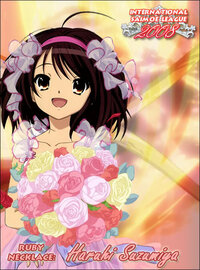 INTERNATIONAL
SAIMOE LEAGUE
2008
RUBY
NECKLACE:
Haruhi Suzumiya